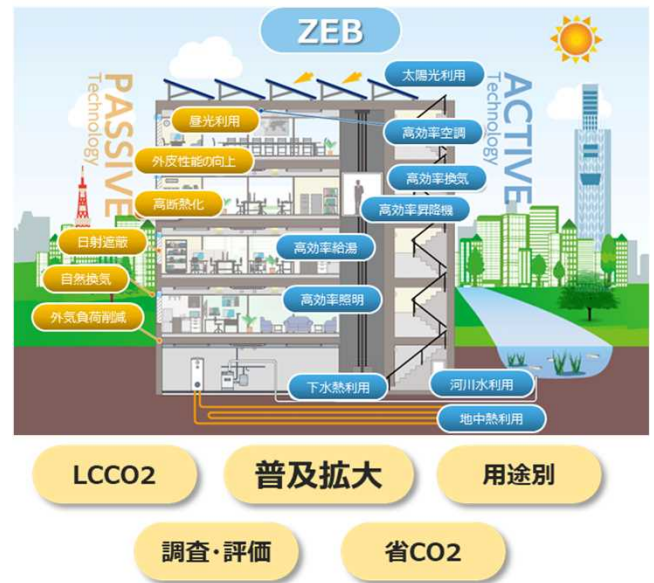 ZEB
PASSIVE
Technology
ACTIVE
Technology
太陽光利用
昼光利用
高効率空調
外皮性能の向上
高効率換気
高断熱化
高効率昇降機
日射遮蔽
高効率給湯
自然換気
高効率照明
外気負荷削減
下水熱利用
河川水利用
地中熱利用
LCCO2
普及拡大
用途別
調査・評価
省CO2